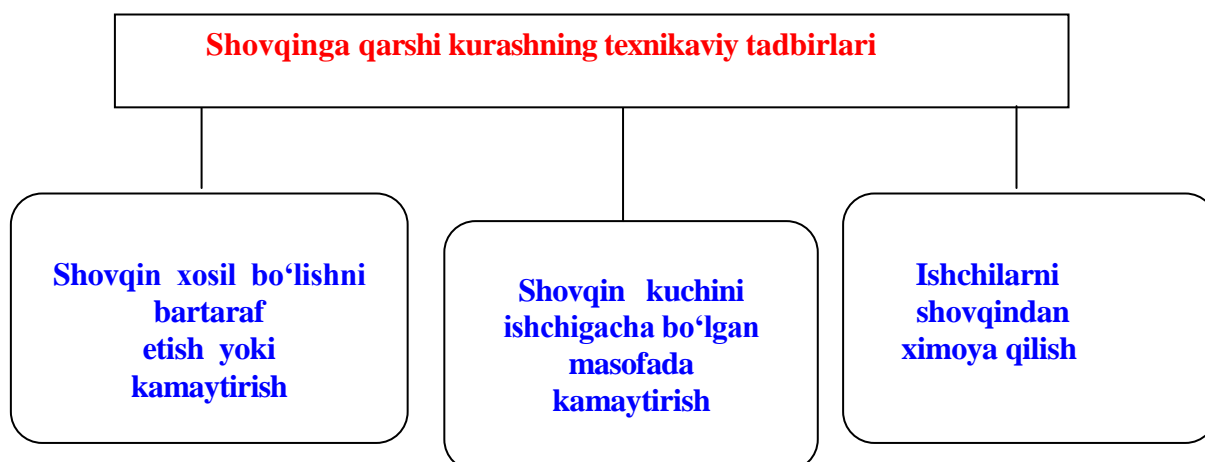 Shovqinga qarshi kurashning texnikaviy tadbirlari
Shovqin xosil bo‘lishni
bartaraf
etish yoki
kamaytirish
Shovqin kuchini
ishchigacha bo‘lgan
masofada
kamaytirish
Ishchilarni
shovqindan
ximoya qilish